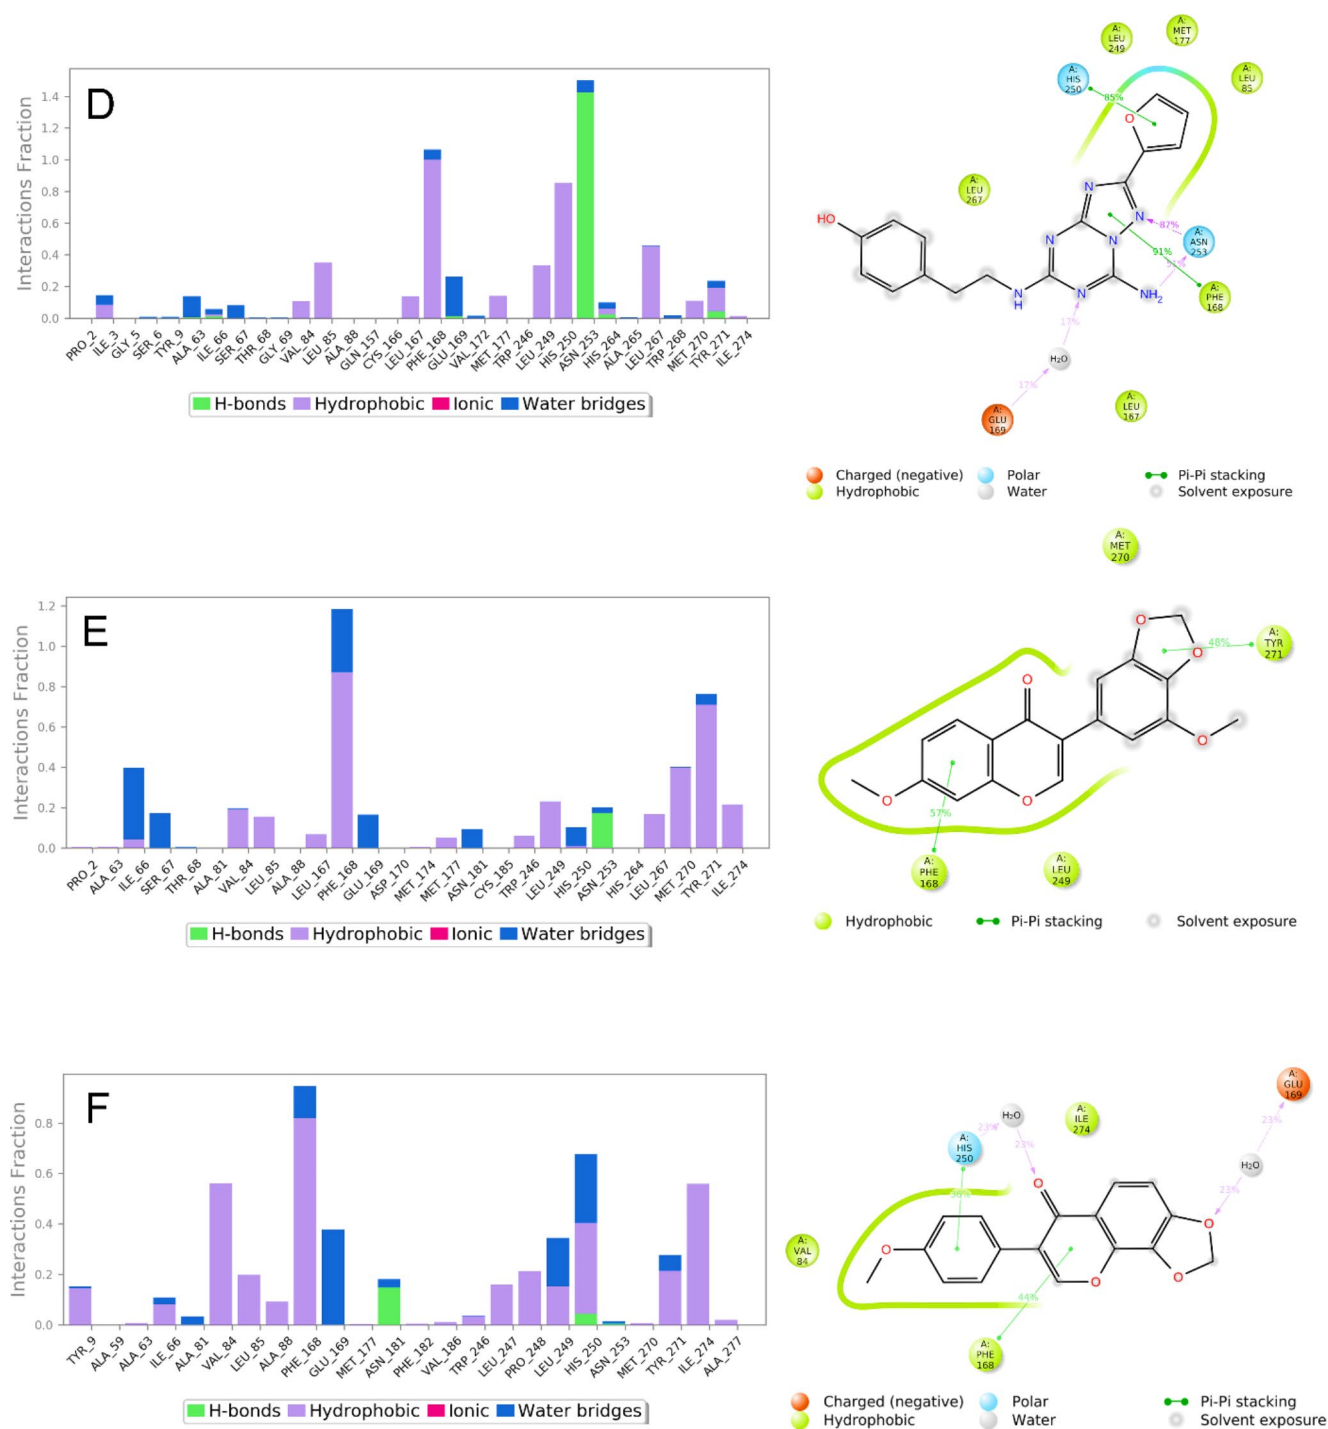 D
Interactions Fraction
1.4
1.2
1.0
0.8
0.6
0.4
0.2
0.0
PRO_2
ILE_3
GLY_5
SER_6
TYR_9
ALA_63
ILE_66
SER_67
THR_68
GLY_69
VAL_84
LEU_85
ALA_88
GLN_157
CYS_166
LEU_167
PHE_168
GLU_169
VAL_172
MET_177
TRP_246
LEU_249
HIS_250
ASN_253
HIS_264
ALA_265
LEU_267
TRP_268
MET_270
TYR_271
ILE_274
H-bonds Hydrophobic Ionic Water bridges
A:
LEU
249
A:
MET
177
A:
HIS
250
A:
LEU
85
85%
O
A:
LEU
267
N
N
HO
N
N
87%
A:
ASN
253
91%
51%
N
H
N
NH2
A:
PHE
168
17%
H2O
17%
A:
GLU
169
A:
LEU
167
Charged (negative) Polar Pi-Pi stacking
Hydrophobic Water Solvent exposure
E
Interactions Fraction
1.2
1.0
0.8
0.6
0.4
0.2
0.0
PRO_2
ALA_63
ILE_66
SER_67
THR_68
ALA_81
VAL_84
LEU_85
ALA_88
LEU_167
PHE_168
GLU_169
ASP_170
MET_174
MET_177
ASN_181
CYS_185
TRP_246
LEU_249
HIS_250
ASN_253
HIS_264
LEU_267
MET_270
TYR_271
ILE_274
H-bonds Hydrophobic Ionic Water bridges
A:
MET
270
O
O
48%
A:
TYR
271
O
O
O
O
57%
A:
PHE
168
A:
LEU
249
Hydrophobic Pi-Pi stacking Solvent exposure
F
Interactions Fraction
0.8
0.6
0.4
0.2
0.0
TYR_9
ALA_59
ALA_63
ILE_66
ALA_81
VAL_84
LEU_85
ALA_88
PHE_168
GLU_169
MET_177
ASN_181
PHE_182
VAL_186
TRP_246
LEU_247
PRO_248
LEU_249
HIS_250
ASN_253
MET_270
TYR_271
ILE_274
ALA_277
H-bonds Hydrophobic Ionic Water bridges
A:
GLU
169
H2O
A:
ILE
274
23%
23%
A:
HIS
250
23%
H2O
O
23%
O
A:
VAL
84
O
O
O
44%
A:
PHE
168
Charged (negative) Polar Pi-Pi stacking
Hydrophobic Water Solvent exposure